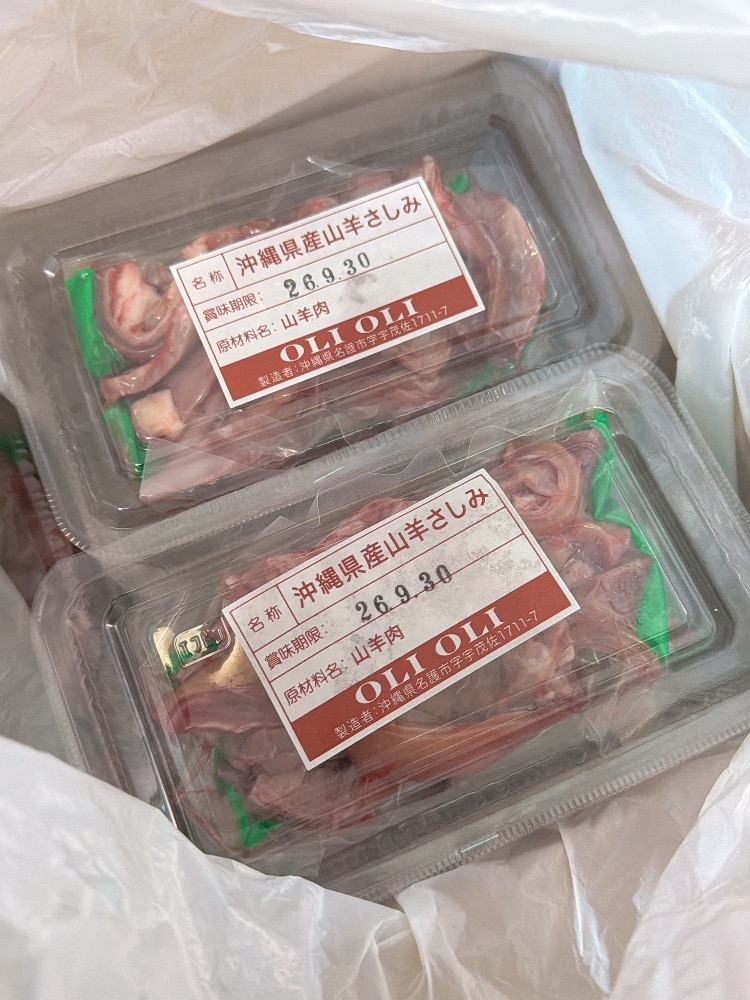 名称 沖縄県産山羊さしみ
賞味期限: 26.9.30
原材料名: 山羊肉
OLI OLI
製造者:沖縄県名護市字宇茂佐1711-7
名称 沖縄県産山羊さしみ
賞味期限: 26.9.30
原材料名: 山羊肉
OLI OLI
製造者:沖縄県名護市字宇茂佐1711-7